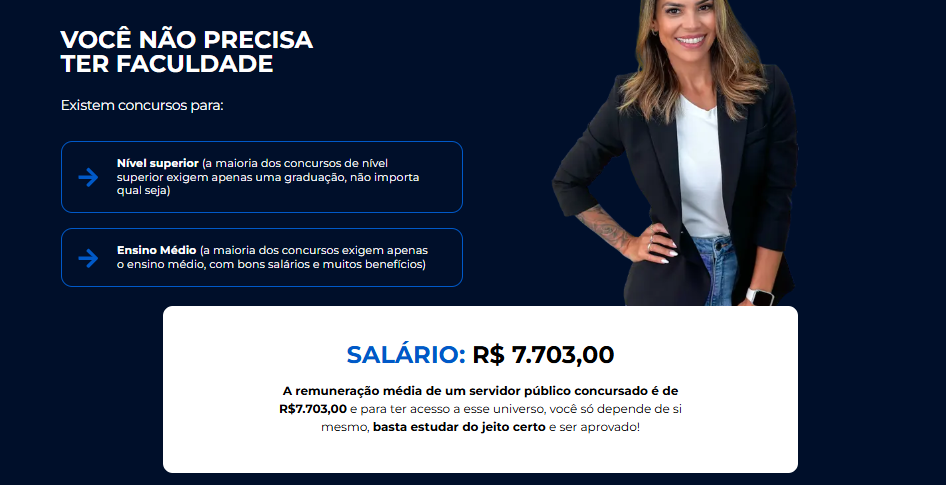 VOCÊ NÃO PRECISA
TER FACULDADE
Existem concursos para:
Nível superior (a maioria dos concursos de nível
superior exigem apenas uma graduação, não importa
qual seja)
Ensino Médio (a maioria dos concursos exigem apenas
o ensino médio, com bons salários e muitos benefícios)
SALÁRIO: R$ 7.703,00
A remuneração média de um servidor público concursado é de
R$7.703,00 e para ter acesso a esse universo, você só depende de si
mesmo, basta estudar do jeito certo e ser aprovado!